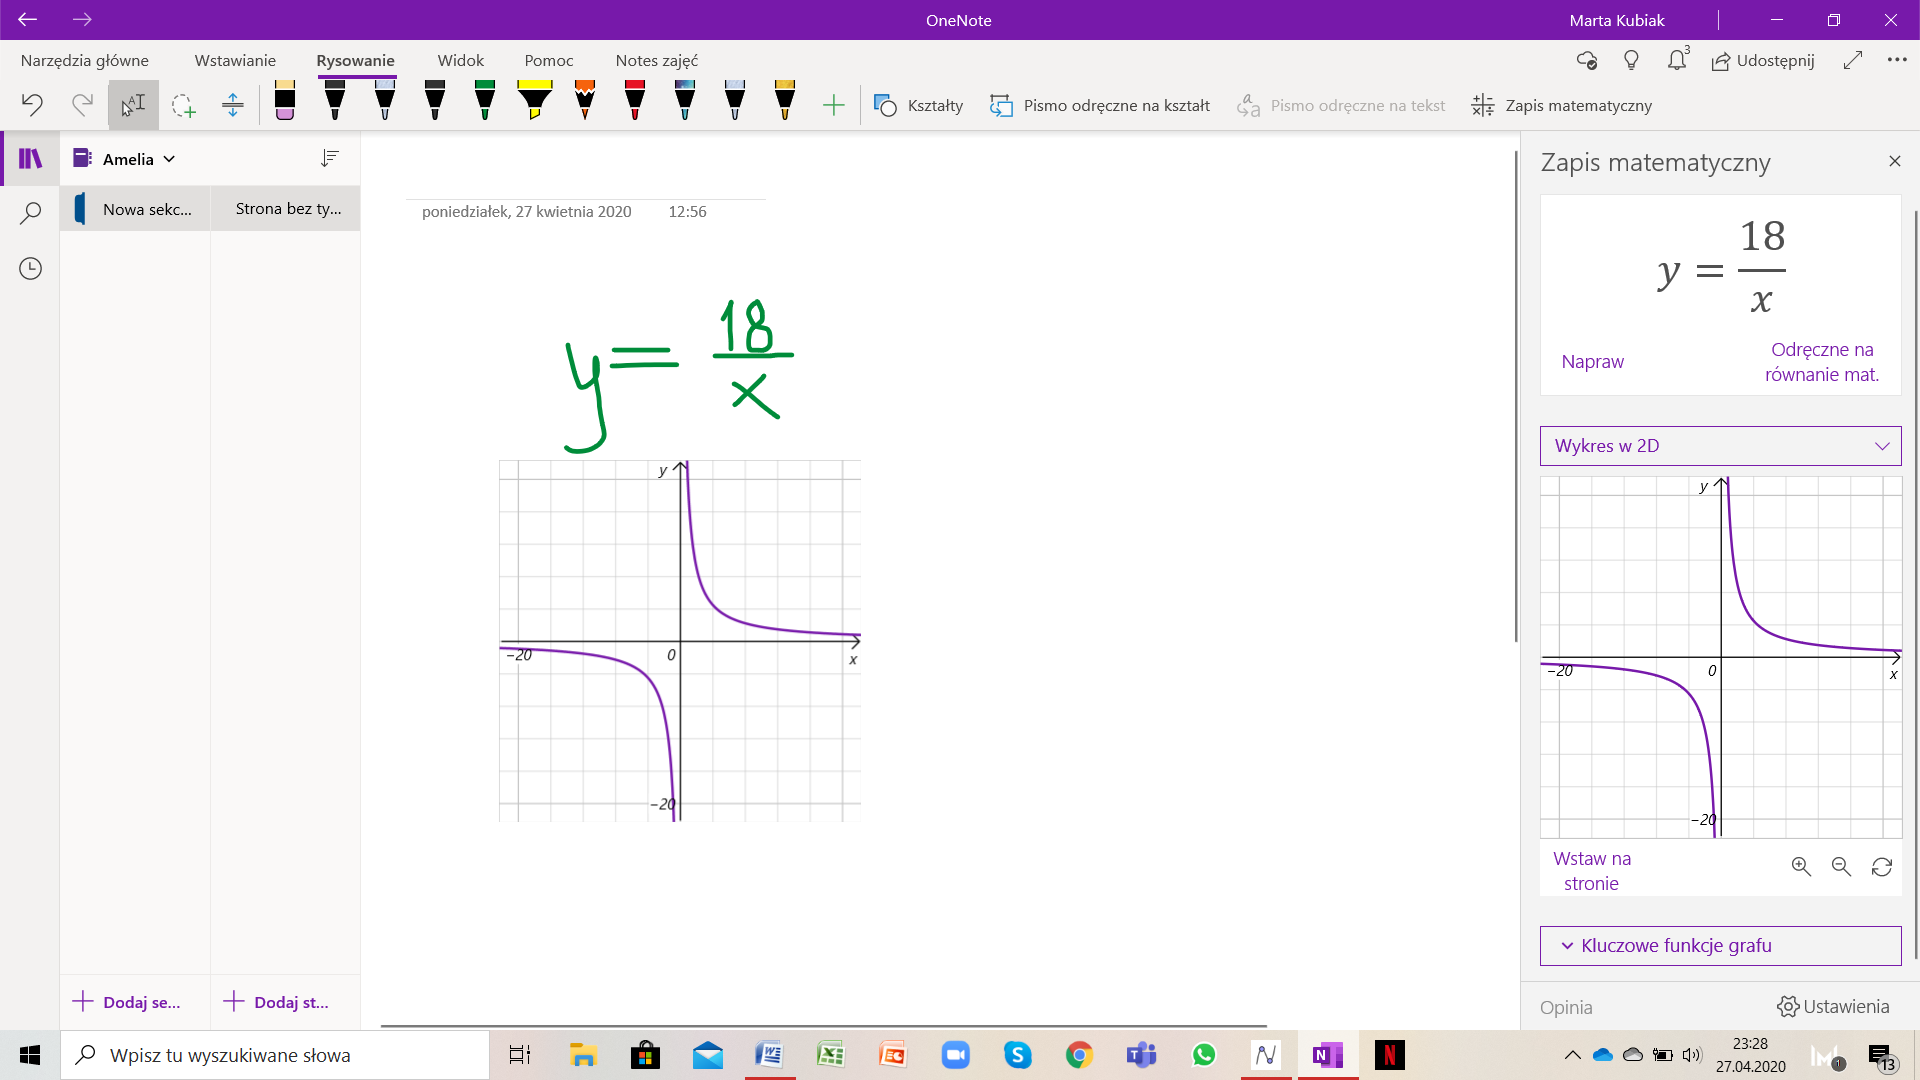 OneNote
Marta Kubiak
Narzędzia główne Wstawianie Rysowanie Widok Pomoc Notes zajęć
3 Udostępnij
Kształty Pismo odręczne na kształt Pismo odręczne na tekst Zapis matematyczny
Amelia
Nowa sekc... Strona bez ty...
poniedziałek, 27 kwietnia 2020 12:56
y = 18
x
y
-20 0 x
-20
Dodaj se... Dodaj st...
Zapis matematyczny
y = 18
x
Napraw
Odręczne na
równanie mat.
Wykres w 2D
y
-20 0 x
-20
Wstaw na
stronie
Kluczowe funkcje grafu
Opinia Ustawienia
Wpisz tu wyszukiwane słowa
23:28
27.04.2020
1
13